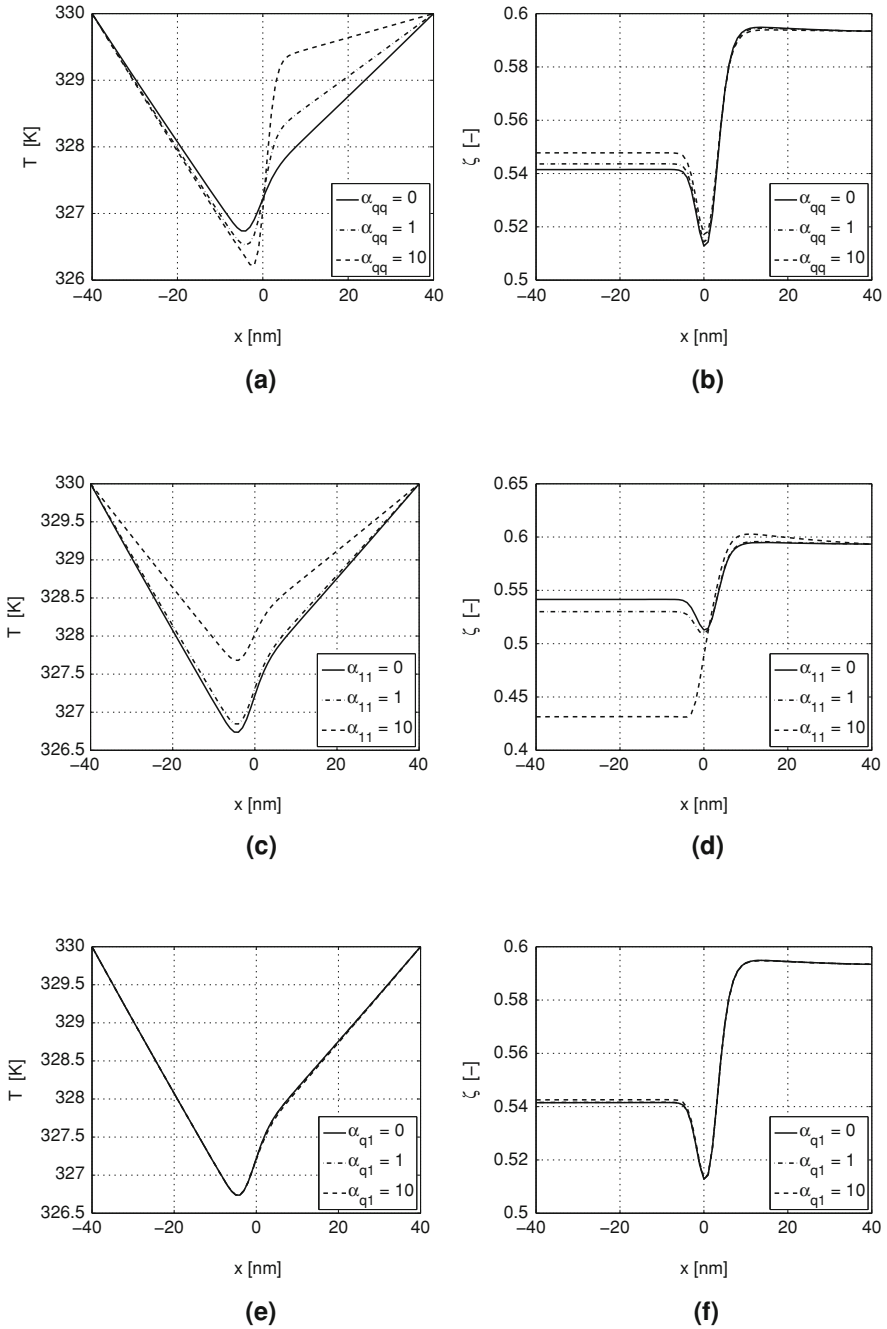 330
329
328
327
326
T [K]
−40 −20 0 20 40
x [nm]
α_qq = 0
α_qq = 1
α_qq = 10
(a)
0.6
0.58
0.56
0.54
0.52
0.5
ζ [−]
−40 −20 0 20 40
x [nm]
α_qq = 0
α_qq = 1
α_qq = 10
(b)
330
329.5
329
328.5
328
327.5
327
326.5
T [K]
−40 −20 0 20 40
x [nm]
α_11 = 0
α_11 = 1
α_11 = 10
(c)
0.65
0.6
0.55
0.5
0.45
0.4
ζ [−]
−40 −20 0 20 40
x [nm]
α_11 = 0
α_11 = 1
α_11 = 10
(d)
330
329.5
329
328.5
328
327.5
327
326.5
T [K]
−40 −20 0 20 40
x [nm]
α_q1 = 0
α_q1 = 1
α_q1 = 10
(e)
0.6
0.58
0.56
0.54
0.52
0.5
ζ [−]
−40 −20 0 20 40
x [nm]
α_q1 = 0
α_q1 = 1
α_q1 = 10
(f)